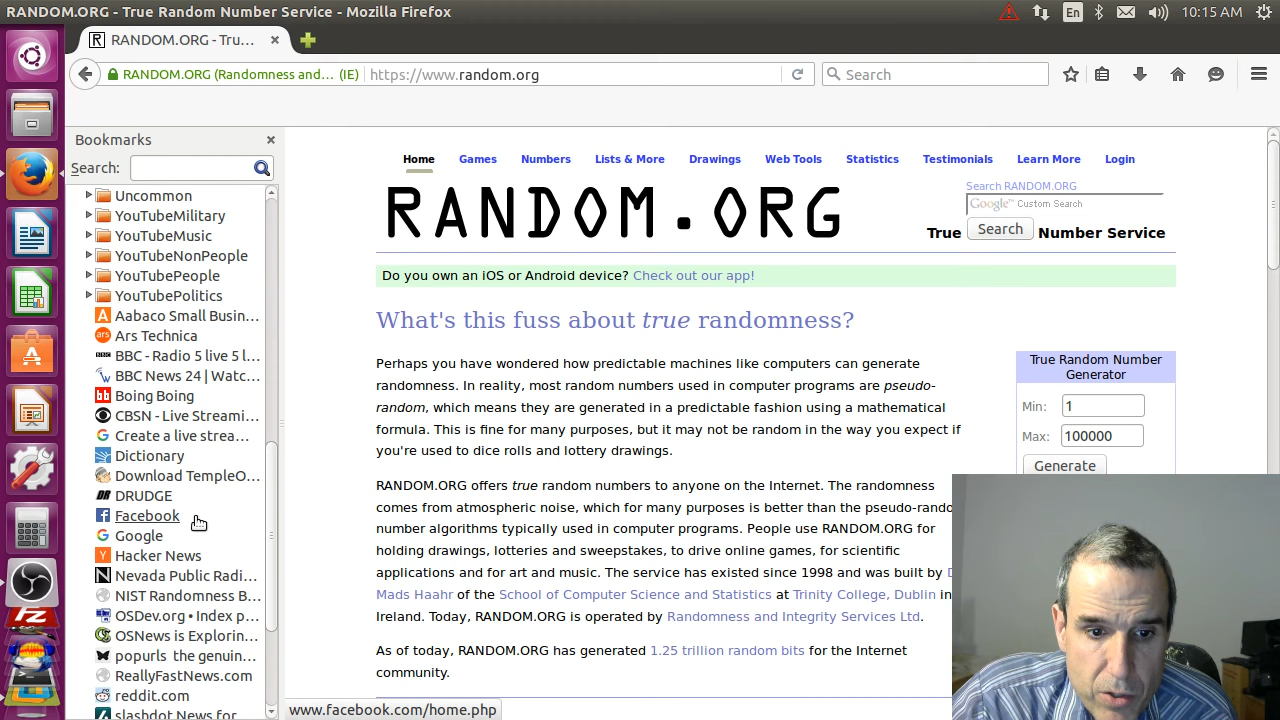 RANDOM.ORG - True Random Number Service - Mozilla Firefox
En
10:15 AM
R RANDOM.ORG - Tru...
RANDOM.ORG (Randomness and... (IE)
https://www.random.org
Search
Bookmarks
Search:
Uncommon
YouTubeMilitary
YouTubeMusic
YouTubeNonPeople
YouTubePeople
YouTubePolitics
Aabaco Small Busin...
Ars Technica
BBC - Radio 5 live 5 l...
BBC News 24 | Watc...
Boing Boing
CBSN - Live Streami...
Create a live strea...
Dictionary
Download TempleO...
DRUDGE
Facebook
Google
Hacker News
Nevada Public Radi...
NIST Randomness B...
OSDev.org • Index p...
OSNews is Explorin...
popurls the genuin...
ReallyFastNews.com
reddit.com
slashdot News for
Home
Games
Numbers
Lists & More
Drawings
Web Tools
Statistics
Testimonials
Learn More
Login
RANDOM.ORG
Search RANDOM.ORG
Google™ Custom Search
True Search Number Service
Do you own an iOS or Android device? Check out our app!
What's this fuss about true randomness?
Perhaps you have wondered how predictable machines like computers can generate
randomness. In reality, most random numbers used in computer programs are pseudo-
random, which means they are generated in a predictable fashion using a mathematical
formula. This is fine for many purposes, but it may not be random in the way you expect if
you're used to dice rolls and lottery drawings.
RANDOM.ORG offers true random numbers to anyone on the Internet. The randomness
comes from atmospheric noise, which for many purposes is better than the pseudo-rando
number algorithms typically used in computer programs. People use RANDOM.ORG for
holding drawings, lotteries and sweepstakes, to drive online games, for scientific
applications and for art and music. The service has existed since 1998 and was built by D
Mads Haahr of the School of Computer Science and Statistics at Trinity College, Dublin in
Ireland. Today, RANDOM.ORG is operated by Randomness and Integrity Services Ltd.
As of today, RANDOM.ORG has generated 1.25 trillion random bits for the Internet
community.
True Random Number
Generator
Min: 1
Max: 100000
Generate
www.facebook.com/home.php